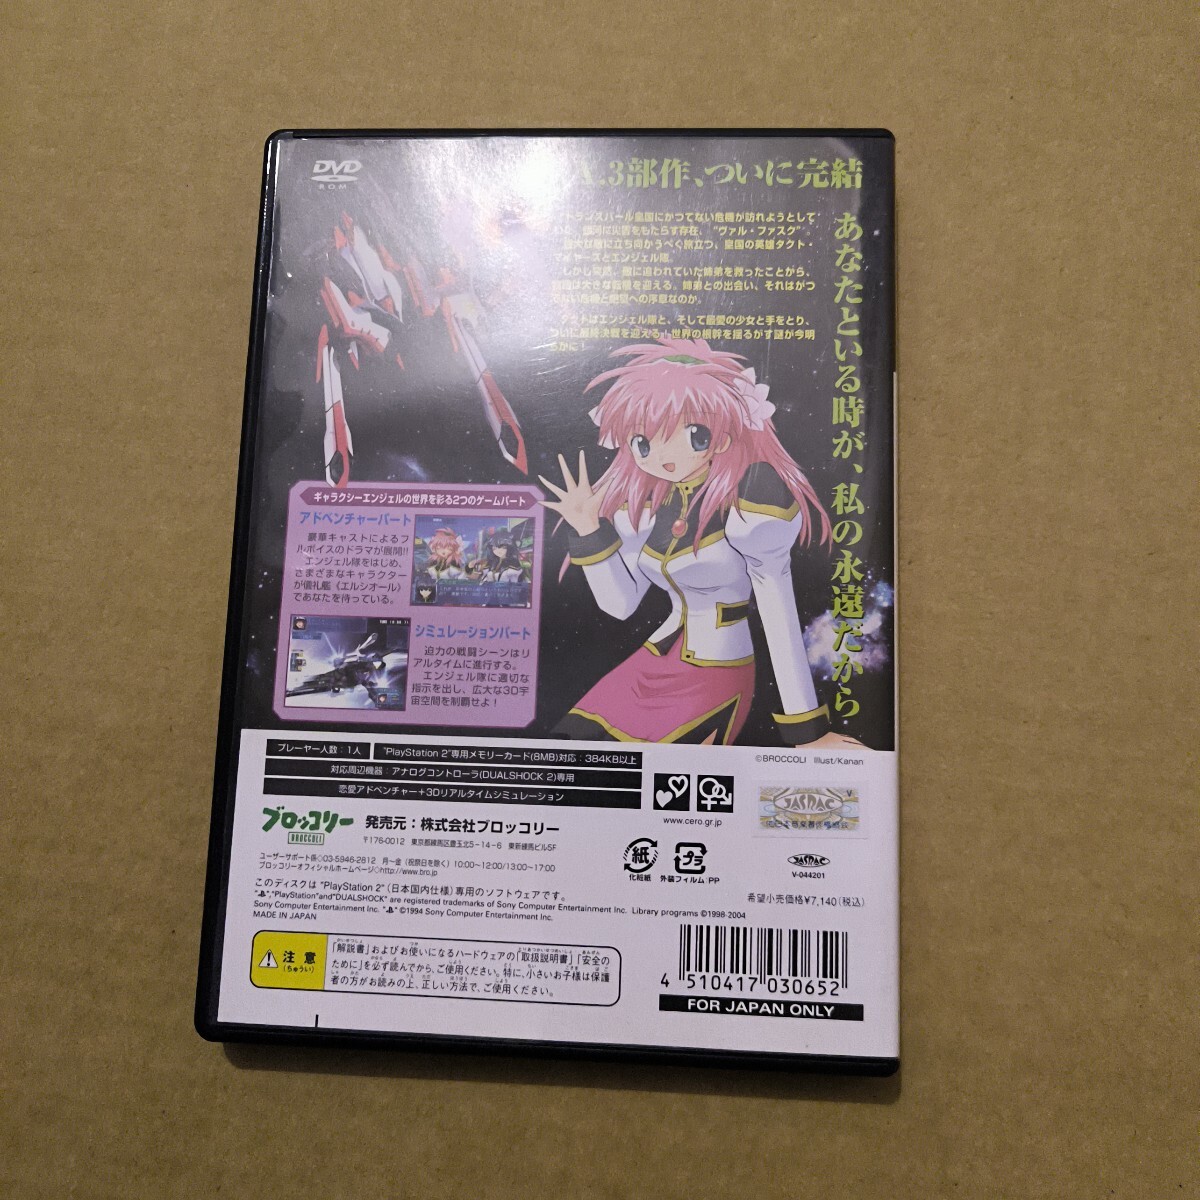 DVD
ROM
.3部作、ついに完結
あなたといる時が、私の永遠だから
トランスバール皇国にかつてない危機が訪れようとして
銀河に災害をもたらす存在、“ヴァル・ファスク”。
大な敵に立ち向かうべく旅立つ、皇国の英雄タクト・
マイヤーズとエンジェル隊。
しかし突然、敵に追われていた姉弟を救ったことから、
は大きな転機を迎える。姉弟との出会い、それはかつ
てない危機と絶望への序章なのか。
タクトはエンジェル隊と、そして最愛の少女と手をとり、
ついに最終決戦を迎える！世界の根幹を揺るがす謎が今明
らかに！
ギャラクシーエンジェルの世界を彩る2つのゲームパート
アドベンチャーパート
豪華キャストによるフ
ルボイスのドラマが展開!!
エンジェル隊をはじめ、
さまざまなキャラクター
が儀礼艦《エルシオール》
であなたを待っている。
シミュレーションパート
迫力の戦闘シーンはリ
アルタイムに進行する。
エンジェル隊に適切な
指示を出し、広大な3D宇
宙空間を制覇せよ！
©BROCCOLI Illust/Kanan
プレーヤー人数：1人
"PlayStation 2"専用メモリーカード(8MB)対応：384KB以上
対応周辺機器：アナログコントローラ(DUALSHOCK 2)専用
恋愛アドベンチャー＋3Dリアルタイムシミュレーション
www.cero.gr.jp
JASRAC
ブロッコリー
BROCCOLI
発売元：株式会社ブロッコリー
〒176-0012 東京都練馬区豊玉北5-14-6 東新練馬ビル5F
ユーザーサポート係◇03-5946-2812 月～金（祝祭日を除く）10:00～12:00/13:00～17:00
ブロッコリーオフィシャルホームページ◇http://www.bro.jp
紙
化粧紙
プラ
外装フィルム：PP
JASRAC
V-044201
希望小売価格¥7,140（税込）
このディスクは "PlayStation 2"（日本国内仕様）専用のソフトウェアです。
" ","PlayStation"and"DUALSHOCK" are registered trademarks of Sony Computer Entertainment Inc. Library programs ©1998-2004
Sony Computer Entertainment Inc. " " ©1994 Sony Computer Entertainment Inc.
MADE IN JAPAN
注意
（ちゅうい）
「解説書」およびお使いになるハードウェアの「取扱説明書」「安全の
ために」を必ず読んでから、ご使用ください。特に、小さいお子様は保護
者の方がお読みの上、正しい方法で、ご使用ください。
4 510417 030652
FOR JAPAN ONLY